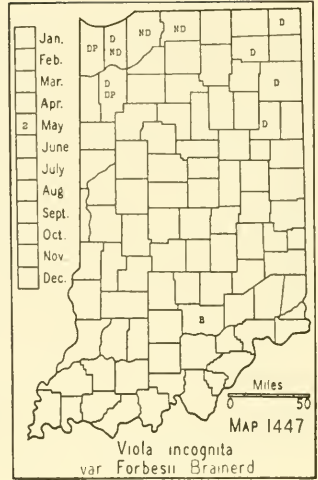 Jan.
Feb.
Mar.
Apr.
2 May
June
July
Aug
Sept.
Oct.
Nov.
Dec.
D
ND ND
D
DP ND
D
D
D
DP
D
B
Miles
0 50
MAP 1447
Viola incognita
var Forbesii Brainerd